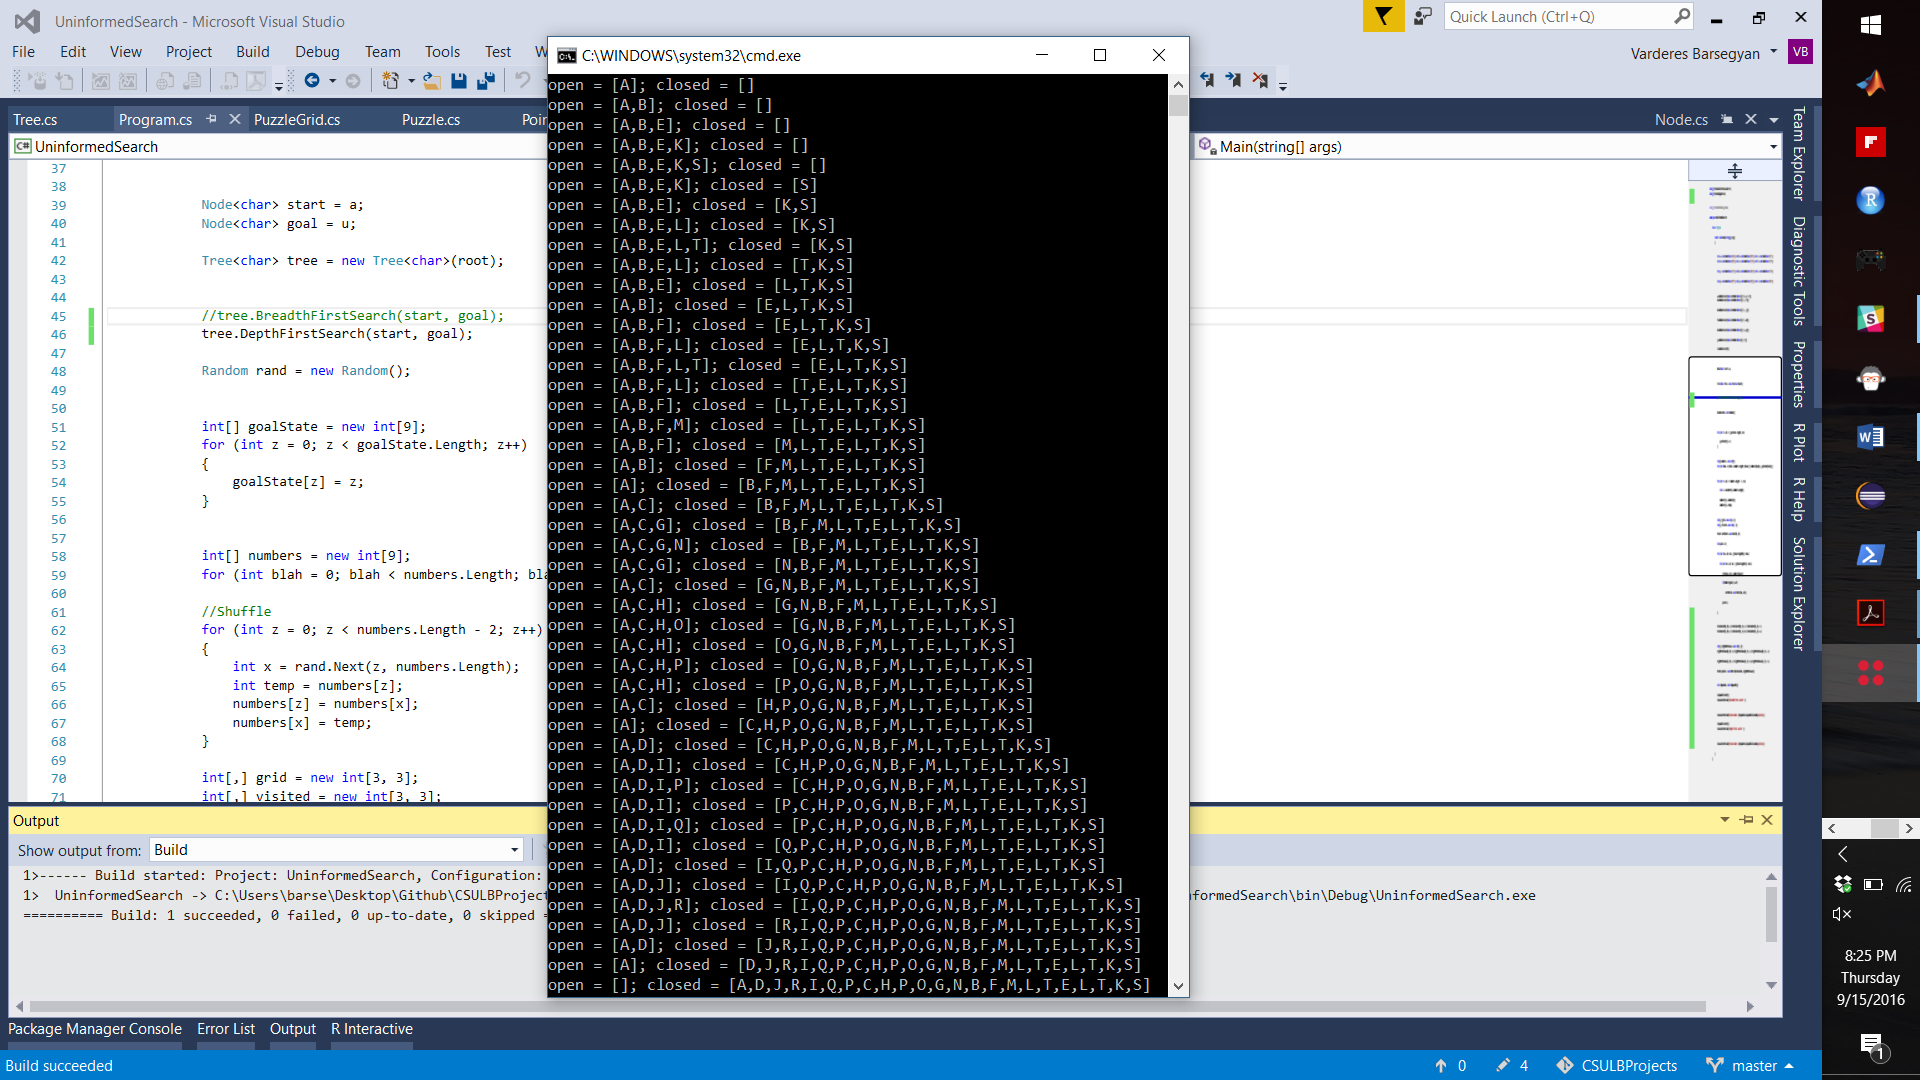 UninformedSearch - Microsoft Visual Studio
Quick Launch (Ctrl+Q)
File Edit View Project Build Debug Team Tools Test W
Varderes Barsegyan VB
C:\WINDOWS\system32\cmd.exe
Tree.cs Program.cs PuzzleGrid.cs Puzzle.cs Poin
Node.cs
UninformedSearch
Main(string[] args)
37
38
39 Node<char> start = a;
40 Node<char> goal = u;
41
42 Tree<char> tree = new Tree<char>(root);
43
44
45 //tree.BreadthFirstSearch(start, goal);
46 tree.DepthFirstSearch(start, goal);
47
48 Random rand = new Random();
49
50
51 int[] goalState = new int[9];
52 for (int z = 0; z < goalState.Length; z++)
53 {
54 goalState[z] = z;
55 }
56
57
58 int[] numbers = new int[9];
59 for (int blah = 0; blah < numbers.Length; bla
60
61 //Shuffle
62 for (int z = 0; z < numbers.Length - 2; z++)
63 {
64 int x = rand.Next(z, numbers.Length);
65 int temp = numbers[z];
66 numbers[z] = numbers[x];
67 numbers[x] = temp;
68 }
69
70 int[,] grid = new int[3, 3];
71 int[,] visited = new int[3, 3];
open = [A]; closed = []
open = [A,B]; closed = []
open = [A,B,E]; closed = []
open = [A,B,E,K]; closed = []
open = [A,B,E,K,S]; closed = []
open = [A,B,E,K]; closed = [S]
open = [A,B,E]; closed = [K,S]
open = [A,B,E,L]; closed = [K,S]
open = [A,B,E,L,T]; closed = [K,S]
open = [A,B,E,L]; closed = [T,K,S]
open = [A,B,E]; closed = [L,T,K,S]
open = [A,B]; closed = [E,L,T,K,S]
open = [A,B,F]; closed = [E,L,T,K,S]
open = [A,B,F,L]; closed = [E,L,T,K,S]
open = [A,B,F,L,T]; closed = [E,L,T,K,S]
open = [A,B,F,L]; closed = [T,E,L,T,K,S]
open = [A,B,F]; closed = [L,T,E,L,T,K,S]
open = [A,B,F,M]; closed = [L,T,E,L,T,K,S]
open = [A,B,F]; closed = [M,L,T,E,L,T,K,S]
open = [A,B]; closed = [F,M,L,T,E,L,T,K,S]
open = [A]; closed = [B,F,M,L,T,E,L,T,K,S]
open = [A,C]; closed = [B,F,M,L,T,E,L,T,K,S]
open = [A,C,G]; closed = [B,F,M,L,T,E,L,T,K,S]
open = [A,C,G,N]; closed = [B,F,M,L,T,E,L,T,K,S]
open = [A,C,G]; closed = [N,B,F,M,L,T,E,L,T,K,S]
open = [A,C]; closed = [G,N,B,F,M,L,T,E,L,T,K,S]
open = [A,C,H]; closed = [G,N,B,F,M,L,T,E,L,T,K,S]
open = [A,C,H,O]; closed = [G,N,B,F,M,L,T,E,L,T,K,S]
open = [A,C,H]; closed = [O,G,N,B,F,M,L,T,E,L,T,K,S]
open = [A,C,H,P]; closed = [O,G,N,B,F,M,L,T,E,L,T,K,S]
open = [A,C,H]; closed = [P,O,G,N,B,F,M,L,T,E,L,T,K,S]
open = [A,C]; closed = [H,P,O,G,N,B,F,M,L,T,E,L,T,K,S]
open = [A]; closed = [C,H,P,O,G,N,B,F,M,L,T,E,L,T,K,S]
open = [A,D]; closed = [C,H,P,O,G,N,B,F,M,L,T,E,L,T,K,S]
open = [A,D,I]; closed = [C,H,P,O,G,N,B,F,M,L,T,E,L,T,K,S]
open = [A,D,I,P]; closed = [C,H,P,O,G,N,B,F,M,L,T,E,L,T,K,S]
open = [A,D,I]; closed = [P,C,H,P,O,G,N,B,F,M,L,T,E,L,T,K,S]
open = [A,D,I,Q]; closed = [P,C,H,P,O,G,N,B,F,M,L,T,E,L,T,K,S]
open = [A,D,I]; closed = [Q,P,C,H,P,O,G,N,B,F,M,L,T,E,L,T,K,S]
open = [A,D]; closed = [I,Q,P,C,H,P,O,G,N,B,F,M,L,T,E,L,T,K,S]
open = [A,D,J]; closed = [I,Q,P,C,H,P,O,G,N,B,F,M,L,T,E,L,T,K,S]
open = [A,D,J,R]; closed = [I,Q,P,C,H,P,O,G,N,B,F,M,L,T,E,L,T,K,S]
open = [A,D,J]; closed = [R,I,Q,P,C,H,P,O,G,N,B,F,M,L,T,E,L,T,K,S]
open = [A,D]; closed = [J,R,I,Q,P,C,H,P,O,G,N,B,F,M,L,T,E,L,T,K,S]
open = [A]; closed = [D,J,R,I,Q,P,C,H,P,O,G,N,B,F,M,L,T,E,L,T,K,S]
open = []; closed = [A,D,J,R,I,Q,P,C,H,P,O,G,N,B,F,M,L,T,E,L,T,K,S]
Team Explorer
Diagnostic Tools
Properties
R Plot
R Help
Solution Explorer
Output
Show output from: Build
1>------ Build started: Project: UninformedSearch, Configuration:
1> UninformedSearch -> C:\Users\barse\Desktop\Github\CSULBProject
nformedSearch\bin\Debug\UninformedSearch.exe
========== Build: 1 succeeded, 0 failed, 0 up-to-date, 0 skipped =
Package Manager Console Error List Output R Interactive
Build succeeded
0 4 CSULBProjects master
8:25 PM
Thursday
9/15/2016
1